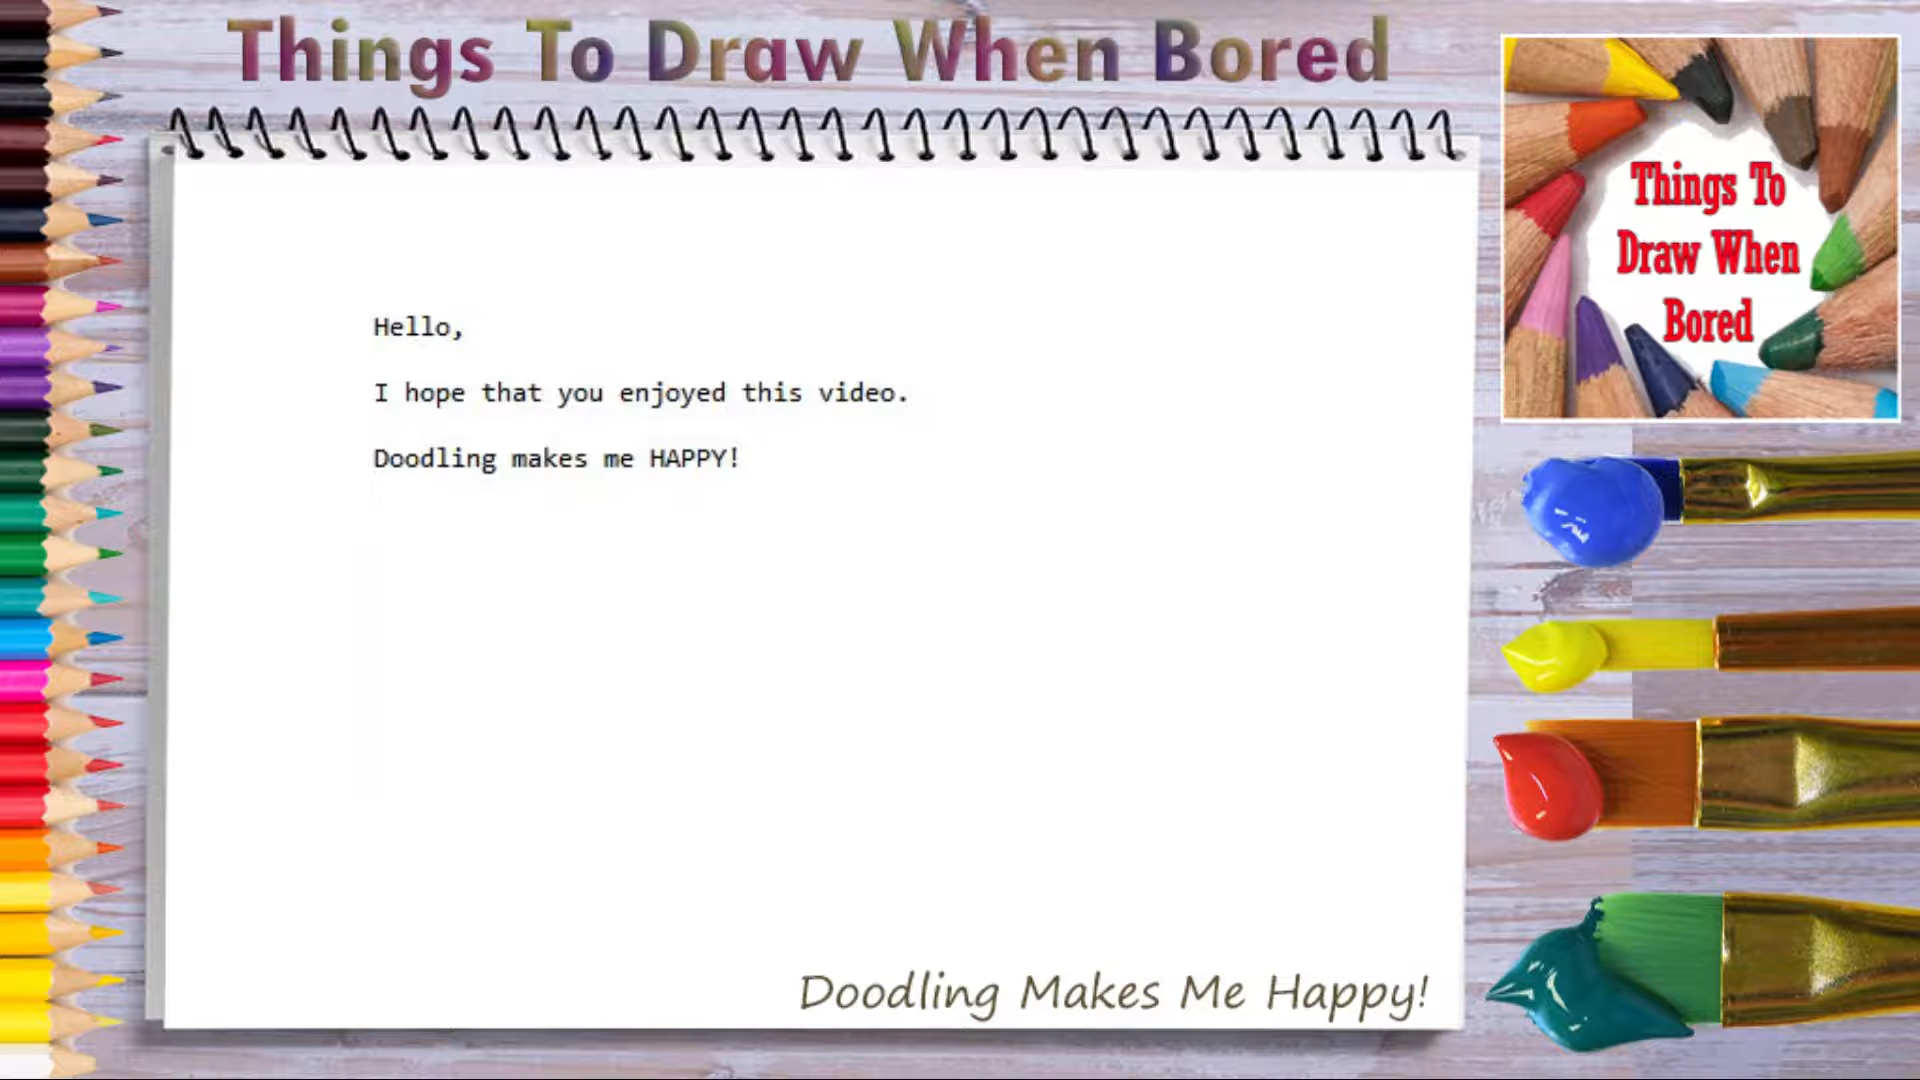 Things To Draw When Bored
Things To
Draw When
Bored
Hello,
I hope that you enjoyed this video.
Doodling makes me HAPPY!
Doodling Makes Me Happy!